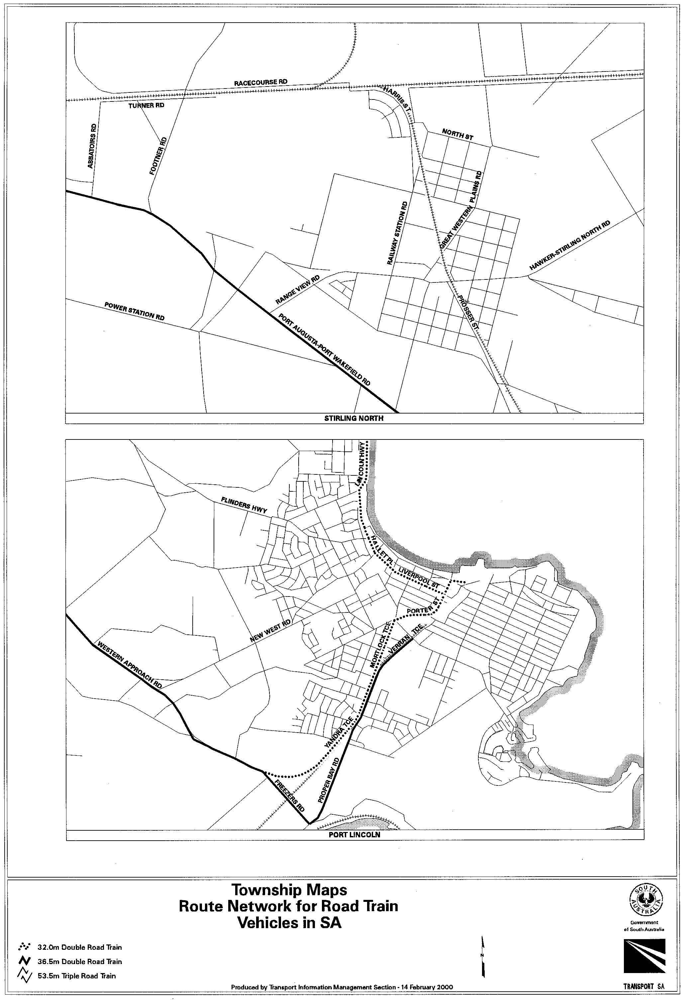 RACECOURSE RD
HARRIS ST
TURNER RD
ABBATOIRS RD
FOOTNER RD
NORTH ST
GREAT WESTERN PLAINS RD
RAILWAY STATION RD
HAWKER-STIRLING NORTH RD
RANGE VIEW RD
POWER STATION RD
PROSSER ST
PORT AUGUSTA-PORT WAKEFIELD RD
STIRLING NORTH
LINCOLN HWY
FLINDERS HWY
HALLET PL
LIVERPOOL ST
PORTER ST
NEW WEST RD
MORTLOCK TCE
VERRAN TCE
WESTERN APPROACH RD
YANDRA TCE
PROPER BAY RD
FREEZERS RD
PORT LINCOLN
Township Maps
Route Network for Road Train
Vehicles in SA
32.0m Double Road Train
36.5m Double Road Train
53.5m Triple Road Train
N
Produced by Transport Information Management Section - 14 February 2000
SOUTH AUSTRALIA
Government
of South Australia
TRANSPORT SA